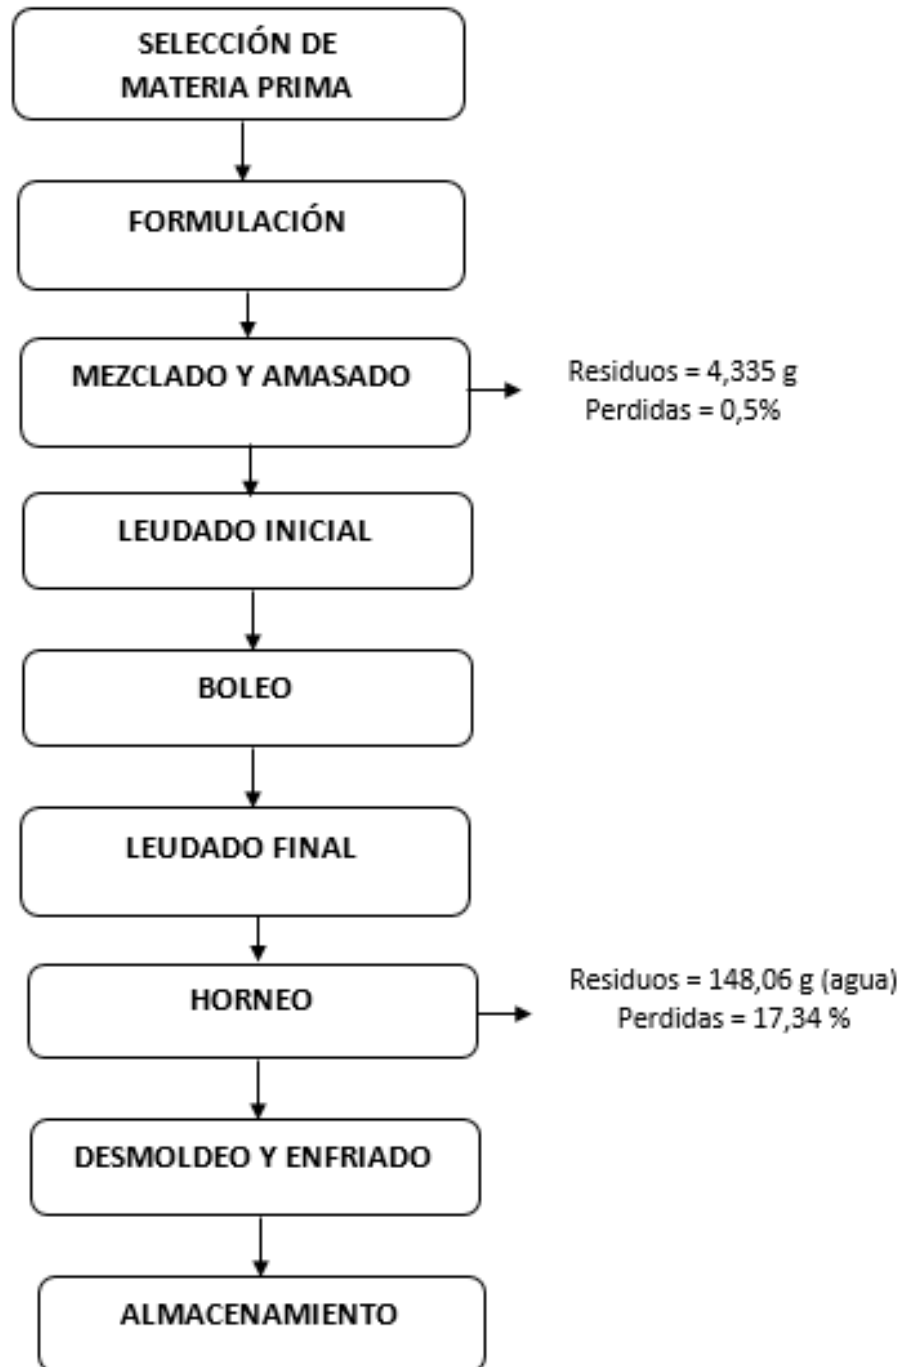 SELECCIÓN DE
MATERIA PRIMA
FORMULACIÓN
MEZCLADO Y AMASADO
Residuos = 4,335 g
Perdidas = 0,5%
LEUDADO INICIAL
BOLEO
LEUDADO FINAL
HORNEO
Residuos = 148,06 g (agua)
Perdidas = 17,34 %
DESMOLDEO Y ENFRIADO
ALMACENAMIENTO